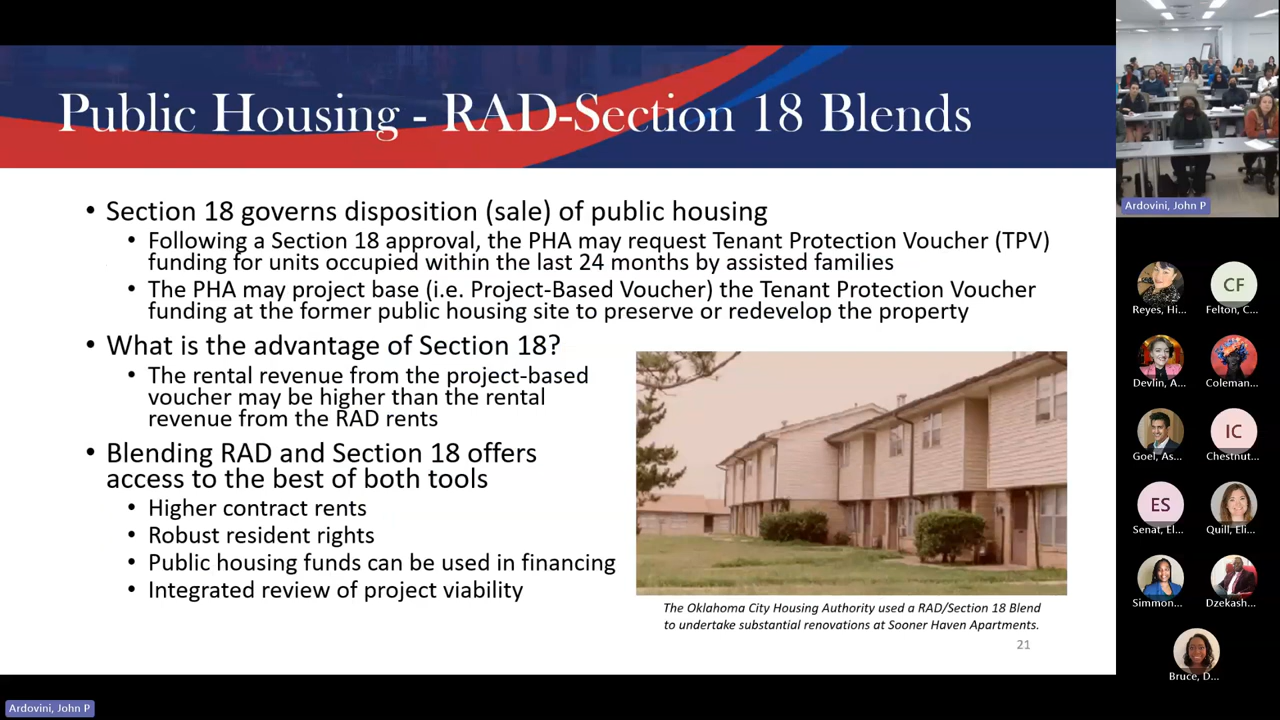 Public Housing - RAD-Section 18 Blends
• Section 18 governs disposition (sale) of public housing
• Following a Section 18 approval, the PHA may request Tenant Protection Voucher (TPV)
funding for units occupied within the last 24 months by assisted families
• The PHA may project base (i.e. Project-Based Voucher) the Tenant Protection Voucher
funding at the former public housing site to preserve or redevelop the property
• What is the advantage of Section 18?
• The rental revenue from the project-based
voucher may be higher than the rental
revenue from the RAD rents
• Blending RAD and Section 18 offers
access to the best of both tools
• Higher contract rents
• Robust resident rights
• Public housing funds can be used in financing
• Integrated review of project viability
The Oklahoma City Housing Authority used a RAD/Section 18 Blend
to undertake substantial renovations at Sooner Haven Apartments.
21
Ardovini, John P
Reyes, Hi...
CF
Felton, C...
Devlin, A...
Coleman...
Goel, As...
IC
Chestnut...
ES
Senat, El...
Quill, Eli...
Simmon...
Dzekash...
Bruce, D...
Ardovini, John P